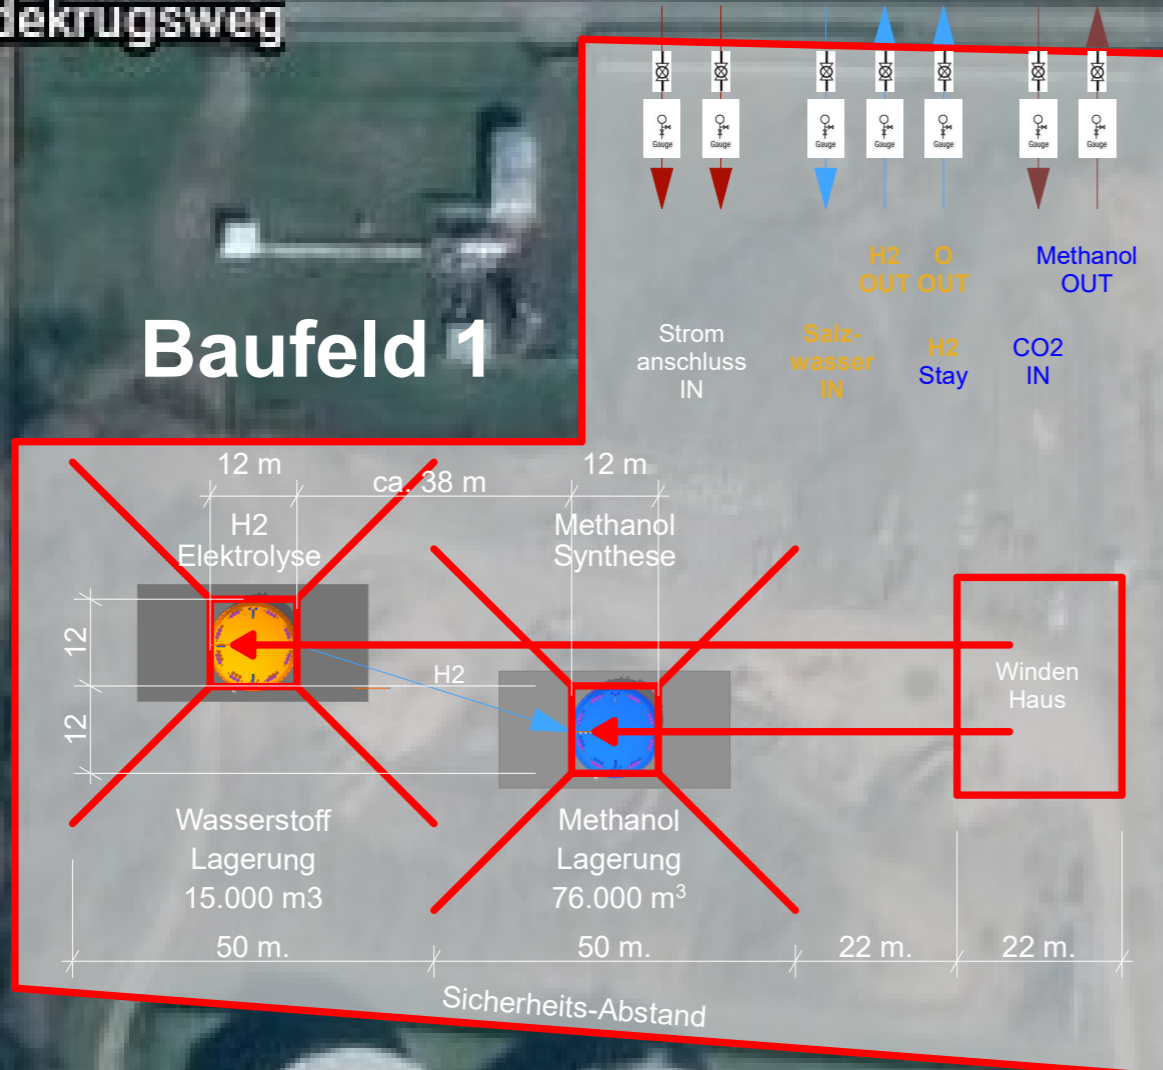 dekrugsweg
Gauge
Gauge
Gauge
Gauge
Gauge
Gauge
Gauge
H2
OUT
O
OUT
Methanol
OUT
Strom
anschluss
IN
Salz-
wasser
IN
H2
Stay
CO2
IN
Baufeld 1
12 m
ca. 38 m
12 m
H2
Elektrolyse
Methanol
Synthese
12
12
H2
Winden
Haus
Wasserstoff
Lagerung
15.000 m3
Methanol
Lagerung
76.000 m³
50 m.
50 m.
22 m.
22 m.
Sicherheits-Abstand